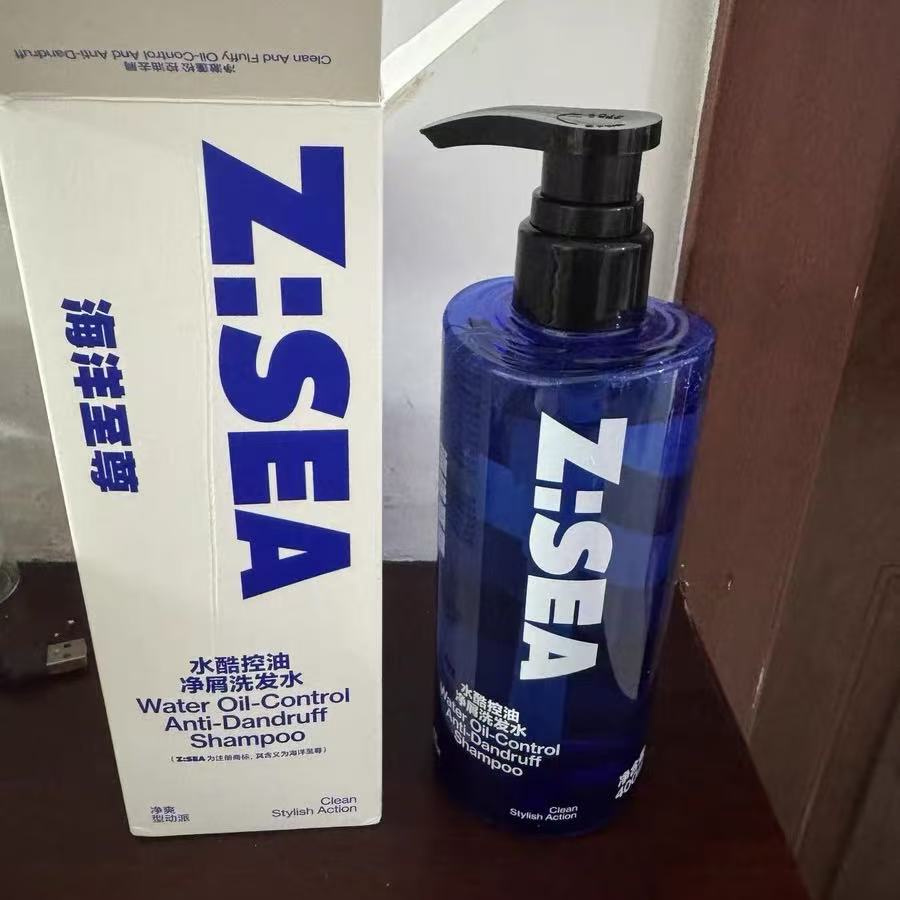 净澈蓬松 控油去屑
Clean And Fluffy Oil-Control And Anti-Dandruff
Z:SEA
海洋至尊
水酷控油
净屑洗发水
Water Oil-Control
Anti-Dandruff
Shampoo
(Z:SEA为注册商标，其含义为海洋至尊)
净爽
型动派
Clean
Stylish Action
Z:SEA
水酷控油
净屑洗发水
Water Oil-Control
Anti-Dandruff
Shampoo
Clean
Stylish Action
净含
400